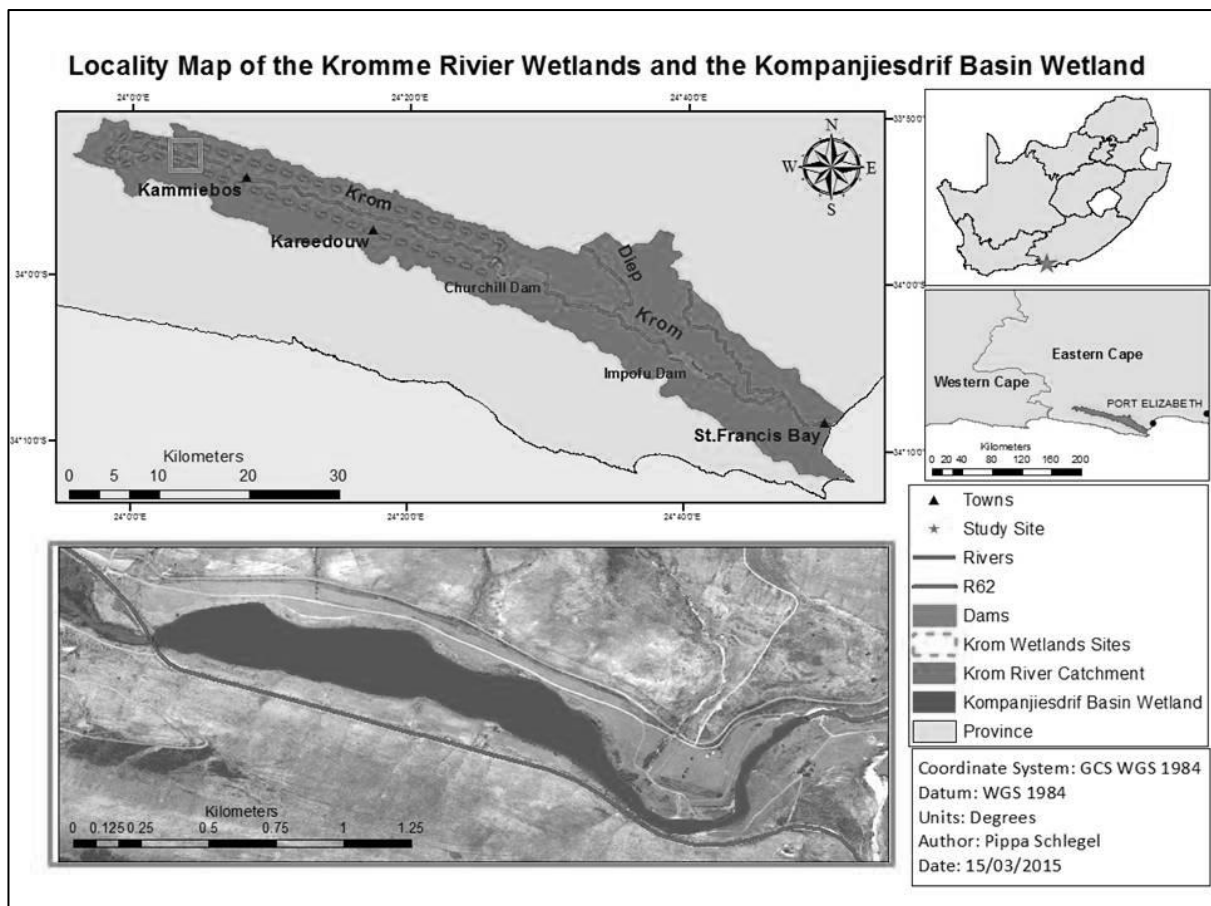 Locality Map of the Kromme Rivier Wetlands and the Kompanjiesdrif Basin Wetland
24°0'0"E
24°20'0"E
24°40'0"E
33°50'0"S
N
W
E
S
Kammiebos
Krom
Kareedouw
Diep
34°0'0"S
34°0'0"S
Churchill Dam
Krom
Impofu Dam
St.Francis Bay
34°10'0"S
34°10'0"S
Kilometers
0 5 10 20 30
24°0'0"E
24°20'0"E
24°40'0"E
Eastern Cape
Western Cape
PORT ELIZABETH
Kilometers
0 20 40 80 120 160 200
Towns
Study Site
Rivers
R62
Dams
Krom Wetlands Sites
Krom River Catchment
Kompanjiesdrif Basin Wetland
Province
Kilometers
0 0.125 0.25 0.5 0.75 1 1.25
Coordinate System: GCS WGS 1984
Datum: WGS 1984
Units: Degrees
Author: Pippa Schlegel
Date: 15/03/2015